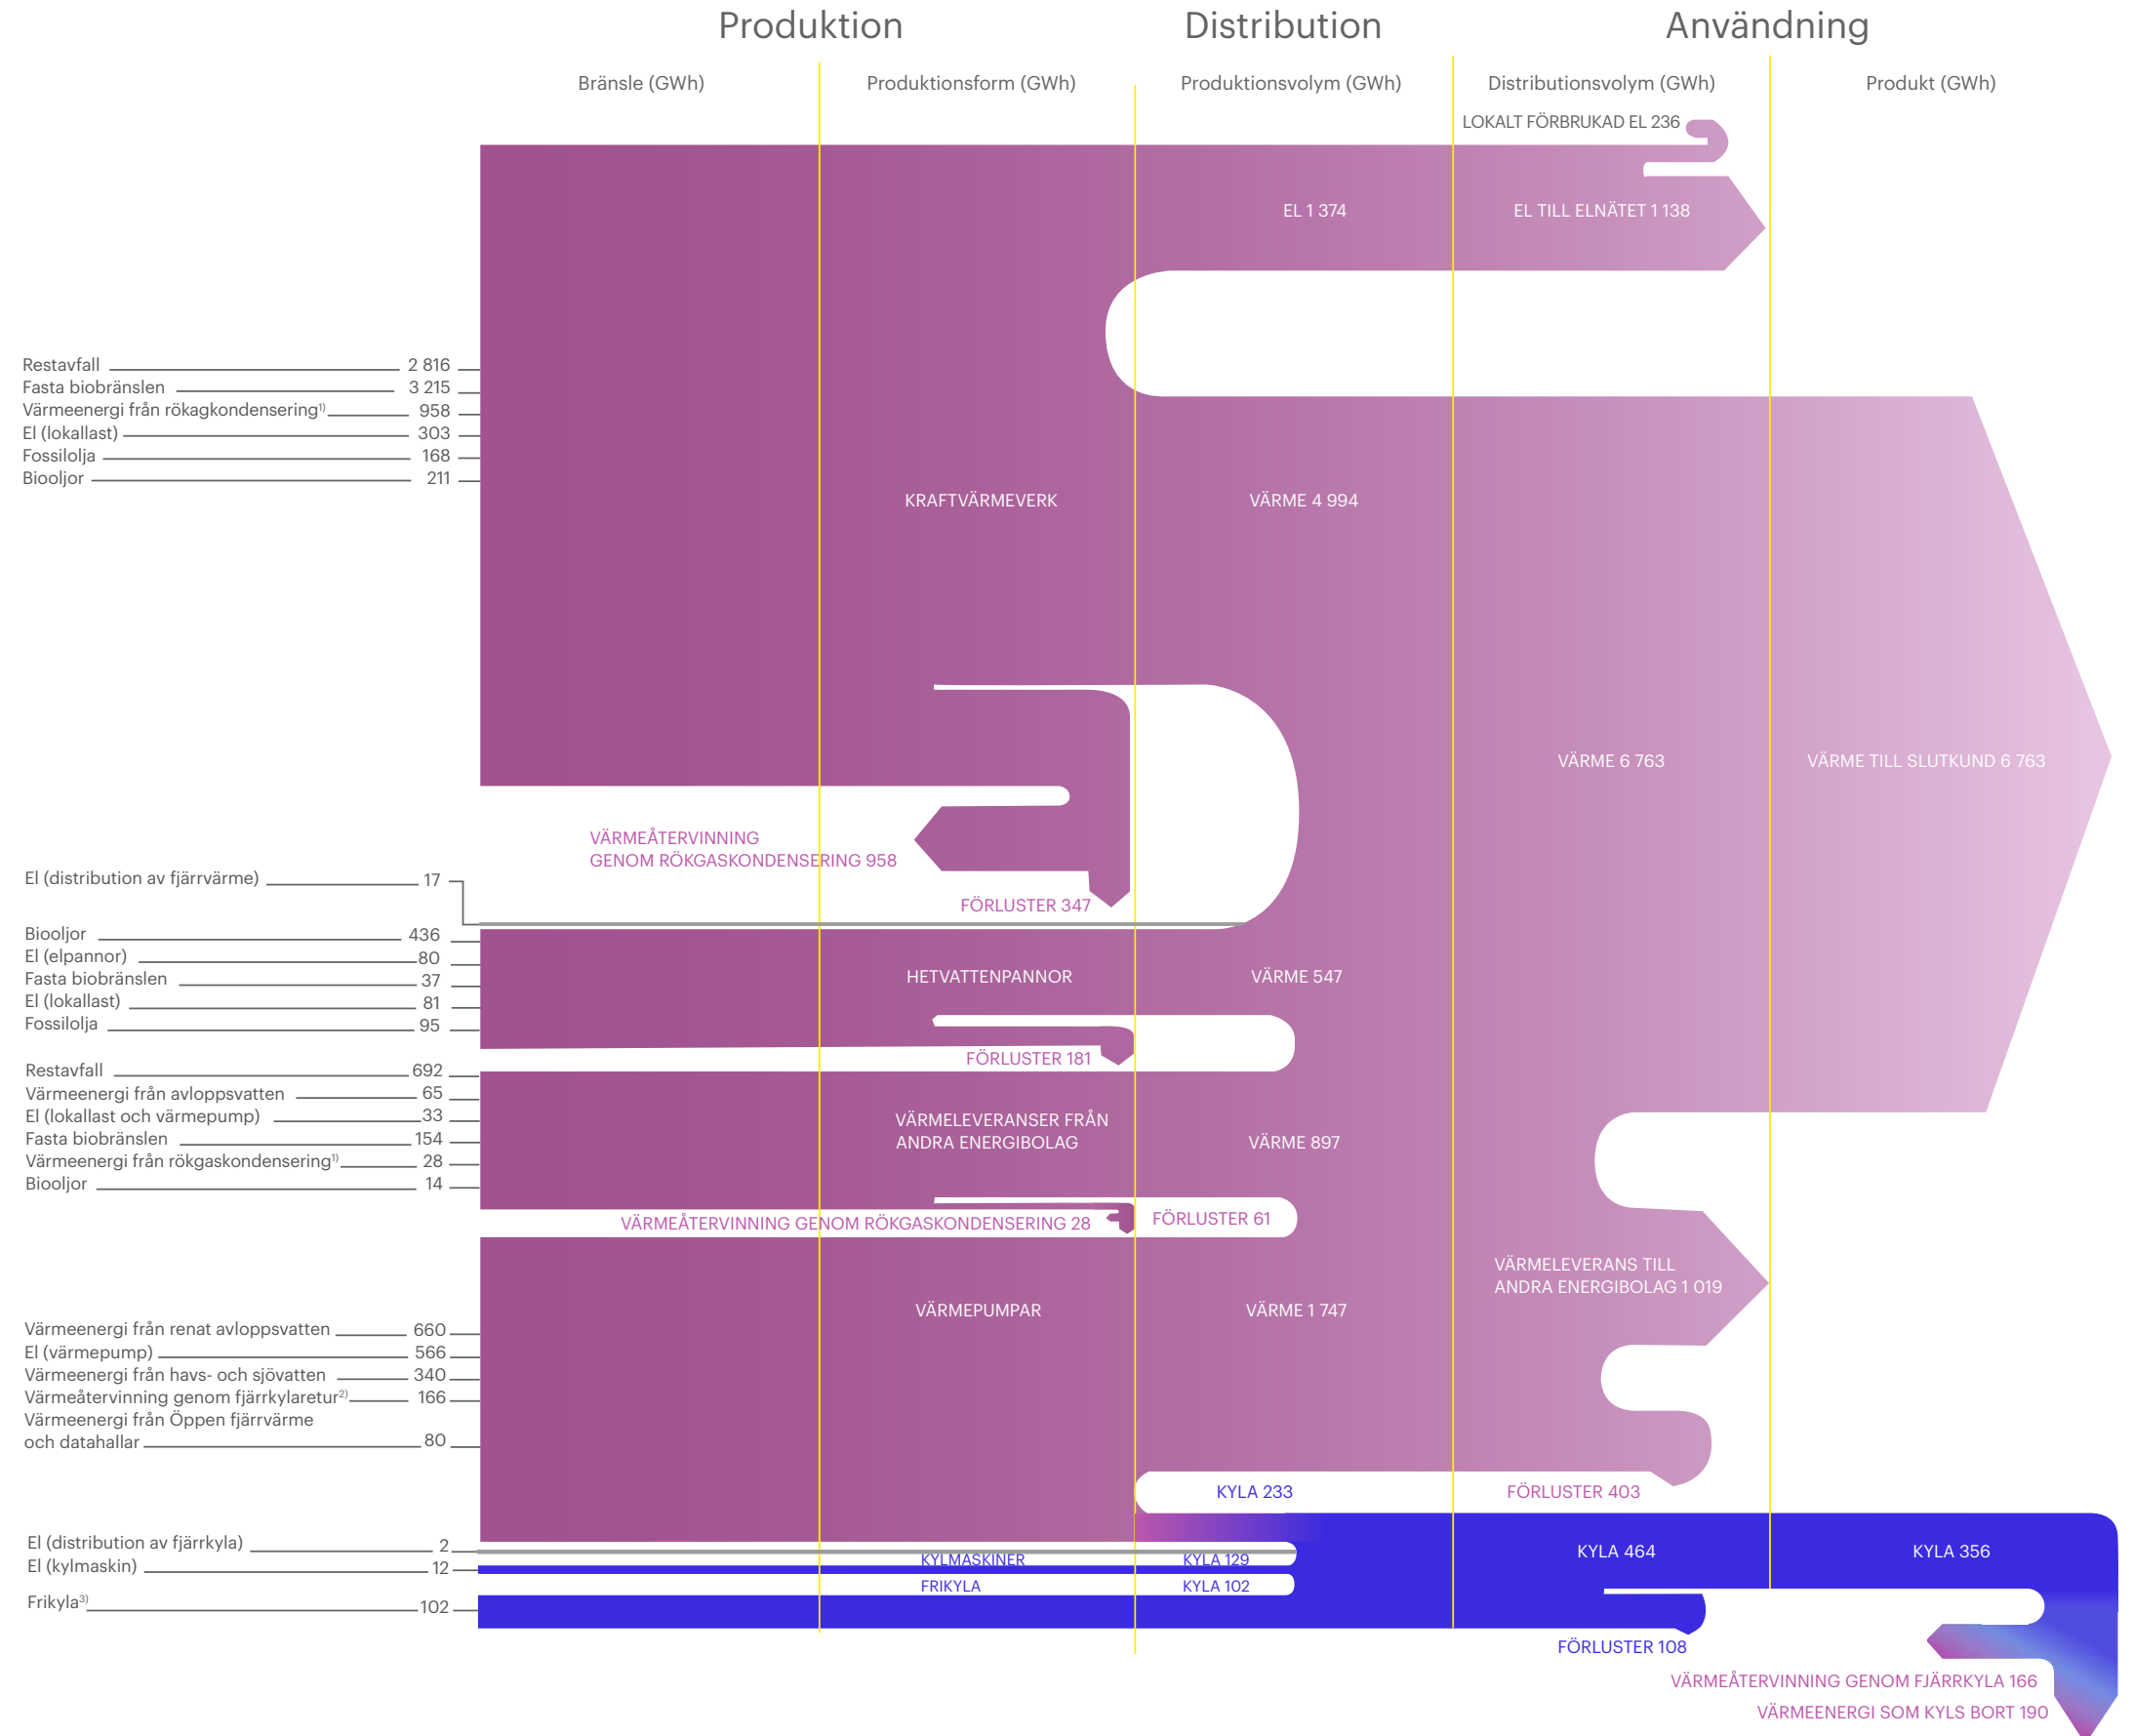 Produktion
Distribution
Användning
Bränsle (GWh)
Produktionsform (GWh)
Produktionsvolym (GWh)
Distributionsvolym (GWh)
Produkt (GWh)
LOKALT FÖRBRUKAD EL 236
EL 1 374
EL TILL ELNÄTET 1 138
Restavfall 2 816
Fasta biobränslen 3 215
Värmeenergi från rökagkondensering1) 958
El (lokallast) 303
Fossilolja 168
Biooljor 211
KRAFTVÄRMEVERK
VÄRME 4 994
VÄRME 6 763
VÄRME TILL SLUTKUND 6 763
VÄRMEÅTERVINNING
GENOM RÖKGASKONDENSERING 958
FÖRLUSTER 347
El (distribution av fjärrvärme) 17
Biooljor 436
El (elpannor) 80
Fasta biobränslen 37
El (lokallast) 81
Fossilolja 95
HETVATTENPANNOR
VÄRME 547
FÖRLUSTER 181
Restavfall 692
Värmeenergi från avloppsvatten 65
El (lokallast och värmepump) 33
Fasta biobränslen 154
Värmeenergi från rökgaskondensering1) 28
Biooljor 14
VÄRMELEVERANSER FRÅN
ANDRA ENERGIBOLAG
VÄRME 897
VÄRMEÅTERVINNING GENOM RÖKGASKONDENSERING 28
FÖRLUSTER 61
VÄRMELEVERANS TILL
ANDRA ENERGIBOLAG 1 019
VÄRMEPUMPAR
VÄRME 1 747
Värmeenergi från renat avloppsvatten 660
El (värmepump) 566
Värmeenergi från havs- och sjövatten 340
Värmeåtervinning genom fjärrkylaretur2) 166
Värmeenergi från Öppen fjärrvärme
och datahallar 80
KYLA 233
FÖRLUSTER 403
El (distribution av fjärrkyla) 2
El (kylmaskin) 12
Frikyla3) 102
KYLMASKINER
KYLA 129
FRIKYLA
KYLA 102
KYLA 464
KYLA 356
FÖRLUSTER 108
VÄRMEÅTERVINNING GENOM FJÄRRKYLA 166
VÄRMEENERGI SOM KYLS BORT 190